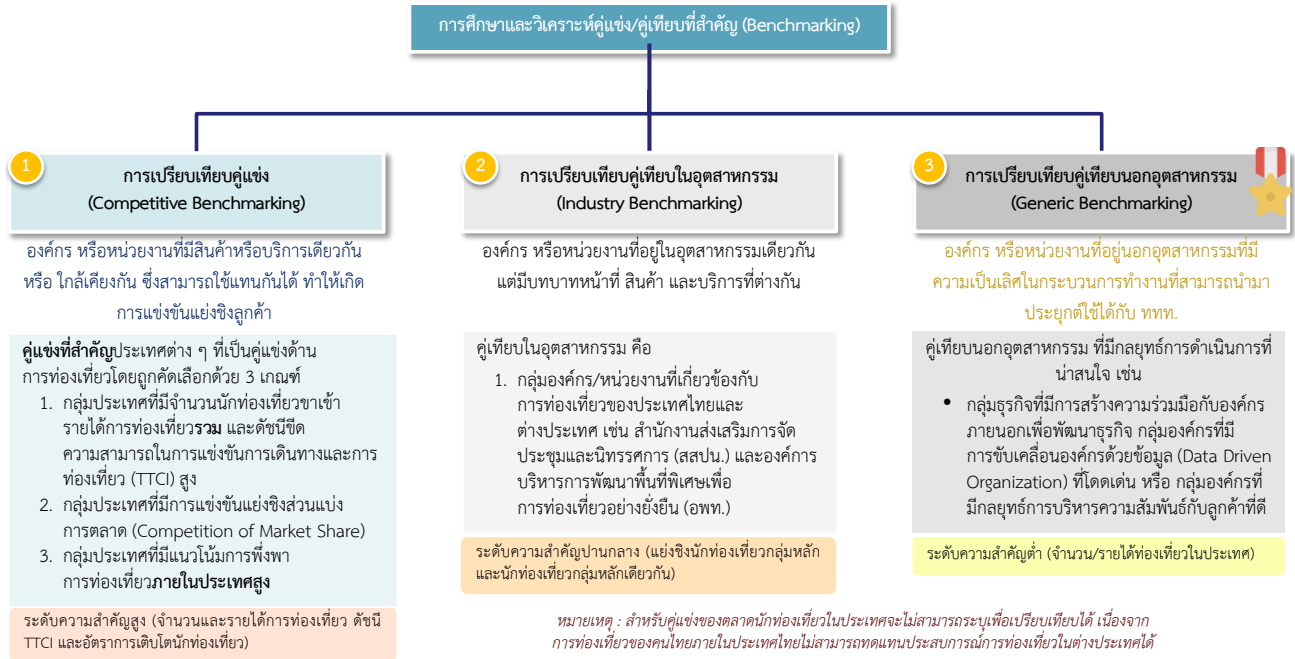 การศึกษาและวิเคราะห์คู่แข่ง/คู่เทียบที่สำคัญ (Benchmarking)
1
การเปรียบเทียบคู่แข่ง
(Competitive Benchmarking)
องค์กร หรือหน่วยงานที่มีสินค้าหรือบริการเดียวกัน
หรือ ใกล้เคียงกัน ซึ่งสามารถใช้แทนกันได้ ทำให้เกิด
การแข่งขันแย่งชิงลูกค้า
คู่แข่งที่สำคัญประเทศต่าง ๆ ที่เป็นคู่แข่งด้าน
การท่องเที่ยวโดยถูกคัดเลือกด้วย 3 เกณฑ์
1. กลุ่มประเทศที่มีจำนวนนักท่องเที่ยวขาเข้า
รายได้การท่องเที่ยวรวม และดัชนีขีด
ความสามารถในการแข่งขันการเดินทางและการ
ท่องเที่ยว (TTCI) สูง
2. กลุ่มประเทศที่มีการแข่งขันแย่งชิงส่วนแบ่ง
การตลาด (Competition of Market Share)
3. กลุ่มประเทศที่มีแนวโน้มการพึ่งพา
การท่องเที่ยวภายในประเทศสูง
ระดับความสำคัญสูง (จำนวนและรายได้การท่องเที่ยว ดัชนี
TTCI และอัตราการเติบโตนักท่องเที่ยว)
2
การเปรียบเทียบคู่เทียบในอุตสาหกรรม
(Industry Benchmarking)
องค์กร หรือหน่วยงานที่อยู่ในอุตสาหกรรมเดียวกัน
แต่มีบทบาทหน้าที่ สินค้า และบริการที่ต่างกัน
คู่เทียบในอุตสาหกรรม คือ
1. กลุ่มองค์กร/หน่วยงานที่เกี่ยวข้องกับ
การท่องเที่ยวของประเทศไทยและ
ต่างประเทศ เช่น สำนักงานส่งเสริมการจัด
ประชุมและนิทรรศการ (สสปน.) และองค์การ
บริหารการพัฒนาพื้นที่พิเศษเพื่อ
การท่องเที่ยวอย่างยั่งยืน (อพท.)
ระดับความสำคัญปานกลาง (แย่งชิงนักท่องเที่ยวกลุ่มหลัก
และนักท่องเที่ยวกลุ่มหลักเดียวกัน)
3
การเปรียบเทียบคู่เทียบนอกอุตสาหกรรม
(Generic Benchmarking)
องค์กร หรือหน่วยงานที่อยู่นอกอุตสาหกรรมที่มี
ความเป็นเลิศในกระบวนการทำงานที่สามารถนำมา
ประยุกต์ใช้ได้กับ ททท.
คู่เทียบนอกอุตสาหกรรม ที่มีกลยุทธ์การดำเนินการที่
น่าสนใจ เช่น
• กลุ่มธุรกิจที่มีการสร้างความร่วมมือกับองค์กร
ภายนอกเพื่อพัฒนาธุรกิจ กลุ่มองค์กรที่มี
การขับเคลื่อนองค์กรด้วยข้อมูล (Data Driven
Organization) ที่โดดเด่น หรือ กลุ่มองค์กรที่
มีกลยุทธ์การบริหารความสัมพันธ์กับลูกค้าที่ดี
ระดับความสำคัญต่ำ (จำนวน/รายได้ท่องเที่ยวในประเทศ)
หมายเหตุ : สำหรับคู่แข่งของตลาดนักท่องเที่ยวในประเทศจะไม่สามารถระบุเพื่อเปรียบเทียบได้ เนื่องจาก
การท่องเที่ยวของคนไทยภายในประเทศไทยไม่สามารถทดแทนประสบการณ์การท่องเที่ยวในต่างประเทศได้